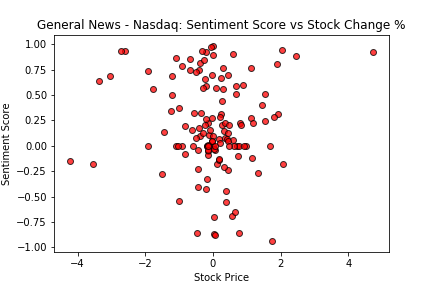 General News - Nasdaq: Sentiment Score vs Stock Change %
1.00
0.75
0.50
0.25
0.00
−0.25
−0.50
−0.75
−1.00
Sentiment Score
−4 −2 0 2 4
Stock Price